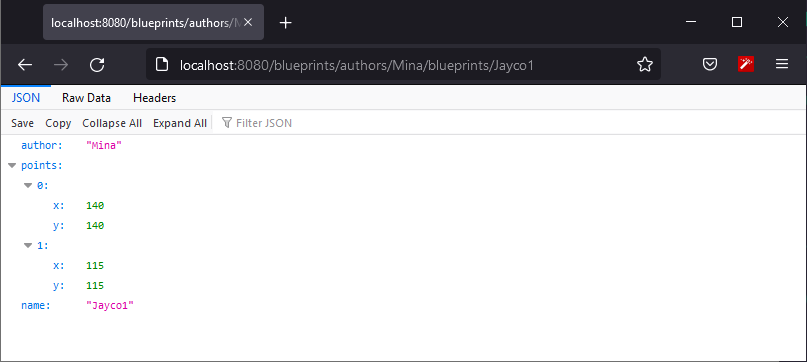 localhost:8080/blueprints/authors/M
localhost:8080/blueprints/authors/Mina/blueprints/Jayco1
JSON Raw Data Headers
Save Copy Collapse All Expand All Filter JSON
author: "Mina"
points:
0:
x: 140
y: 140
1:
x: 115
y: 115
name: "Jayco1"